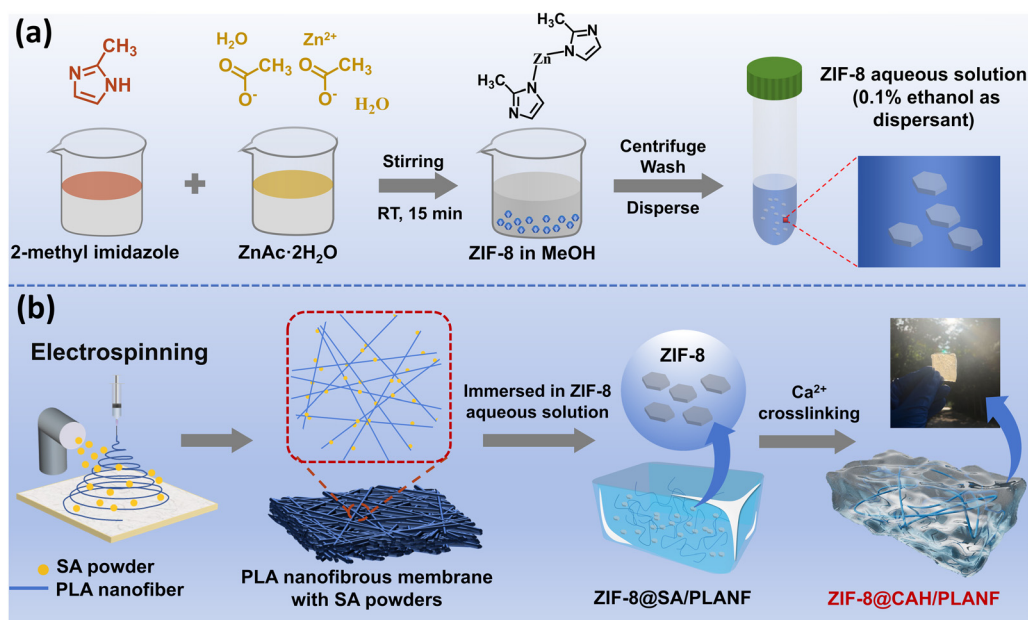 (a)
CH₃
N
NH
H₂O
Zn²⁺
O
CH₃
O⁻
O
CH₃
O⁻
H₂O
H₃C
N
N
Zn
H₃C
N
N
2-methyl imidazole
+
ZnAc·2H₂O
Stirring
RT, 15 min
ZIF-8 in MeOH
Centrifuge
Wash
Disperse
ZIF-8 aqueous solution
(0.1% ethanol as
dispersant)
(b)
Electrospinning
SA powder
PLA nanofiber
PLA nanofibrous membrane
with SA powders
Immersed in ZIF-8
aqueous solution
ZIF-8
ZIF-8@SA/PLANF
Ca²⁺
crosslinking
ZIF-8@CAH/PLANF